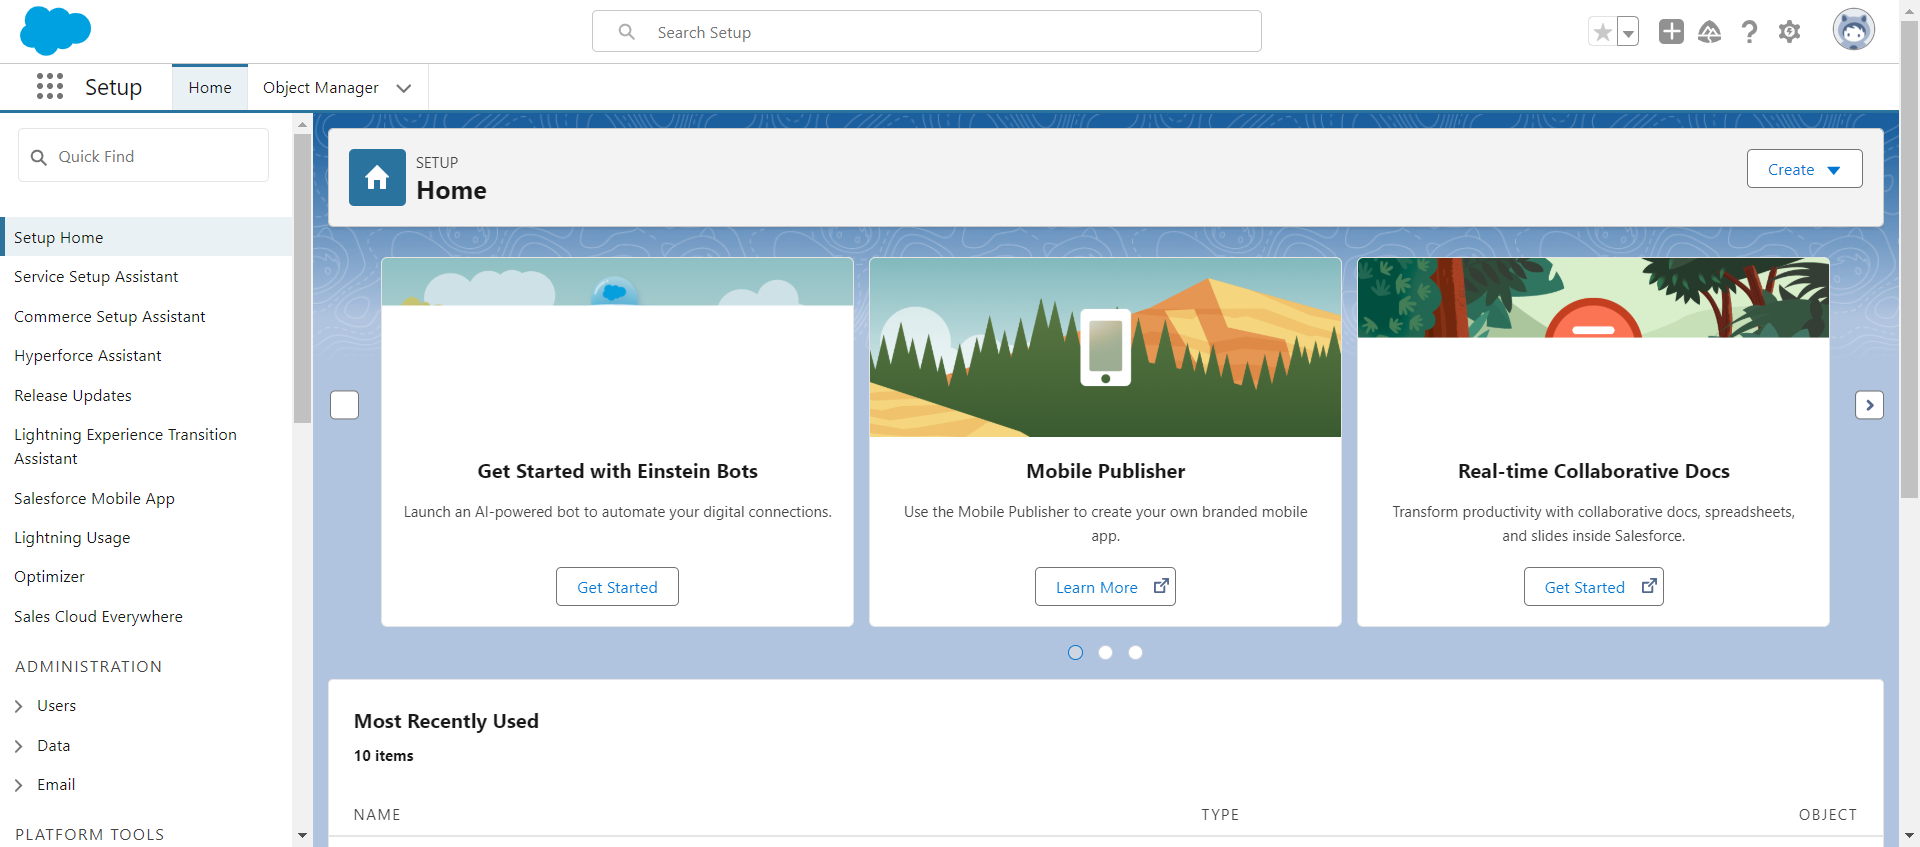 Search Setup
Setup
Home
Object Manager
Quick Find
Setup Home
Service Setup Assistant
Commerce Setup Assistant
Hyperforce Assistant
Release Updates
Lightning Experience Transition
Assistant
Salesforce Mobile App
Lightning Usage
Optimizer
Sales Cloud Everywhere
ADMINISTRATION
Users
Data
Email
PLATFORM TOOLS
SETUP
Home
Create
Get Started with Einstein Bots
Launch an AI-powered bot to automate your digital connections.
Get Started
Mobile Publisher
Use the Mobile Publisher to create your own branded mobile
app.
Learn More
Real-time Collaborative Docs
Transform productivity with collaborative docs, spreadsheets,
and slides inside Salesforce.
Get Started
Most Recently Used
10 items
NAME
TYPE
OBJECT